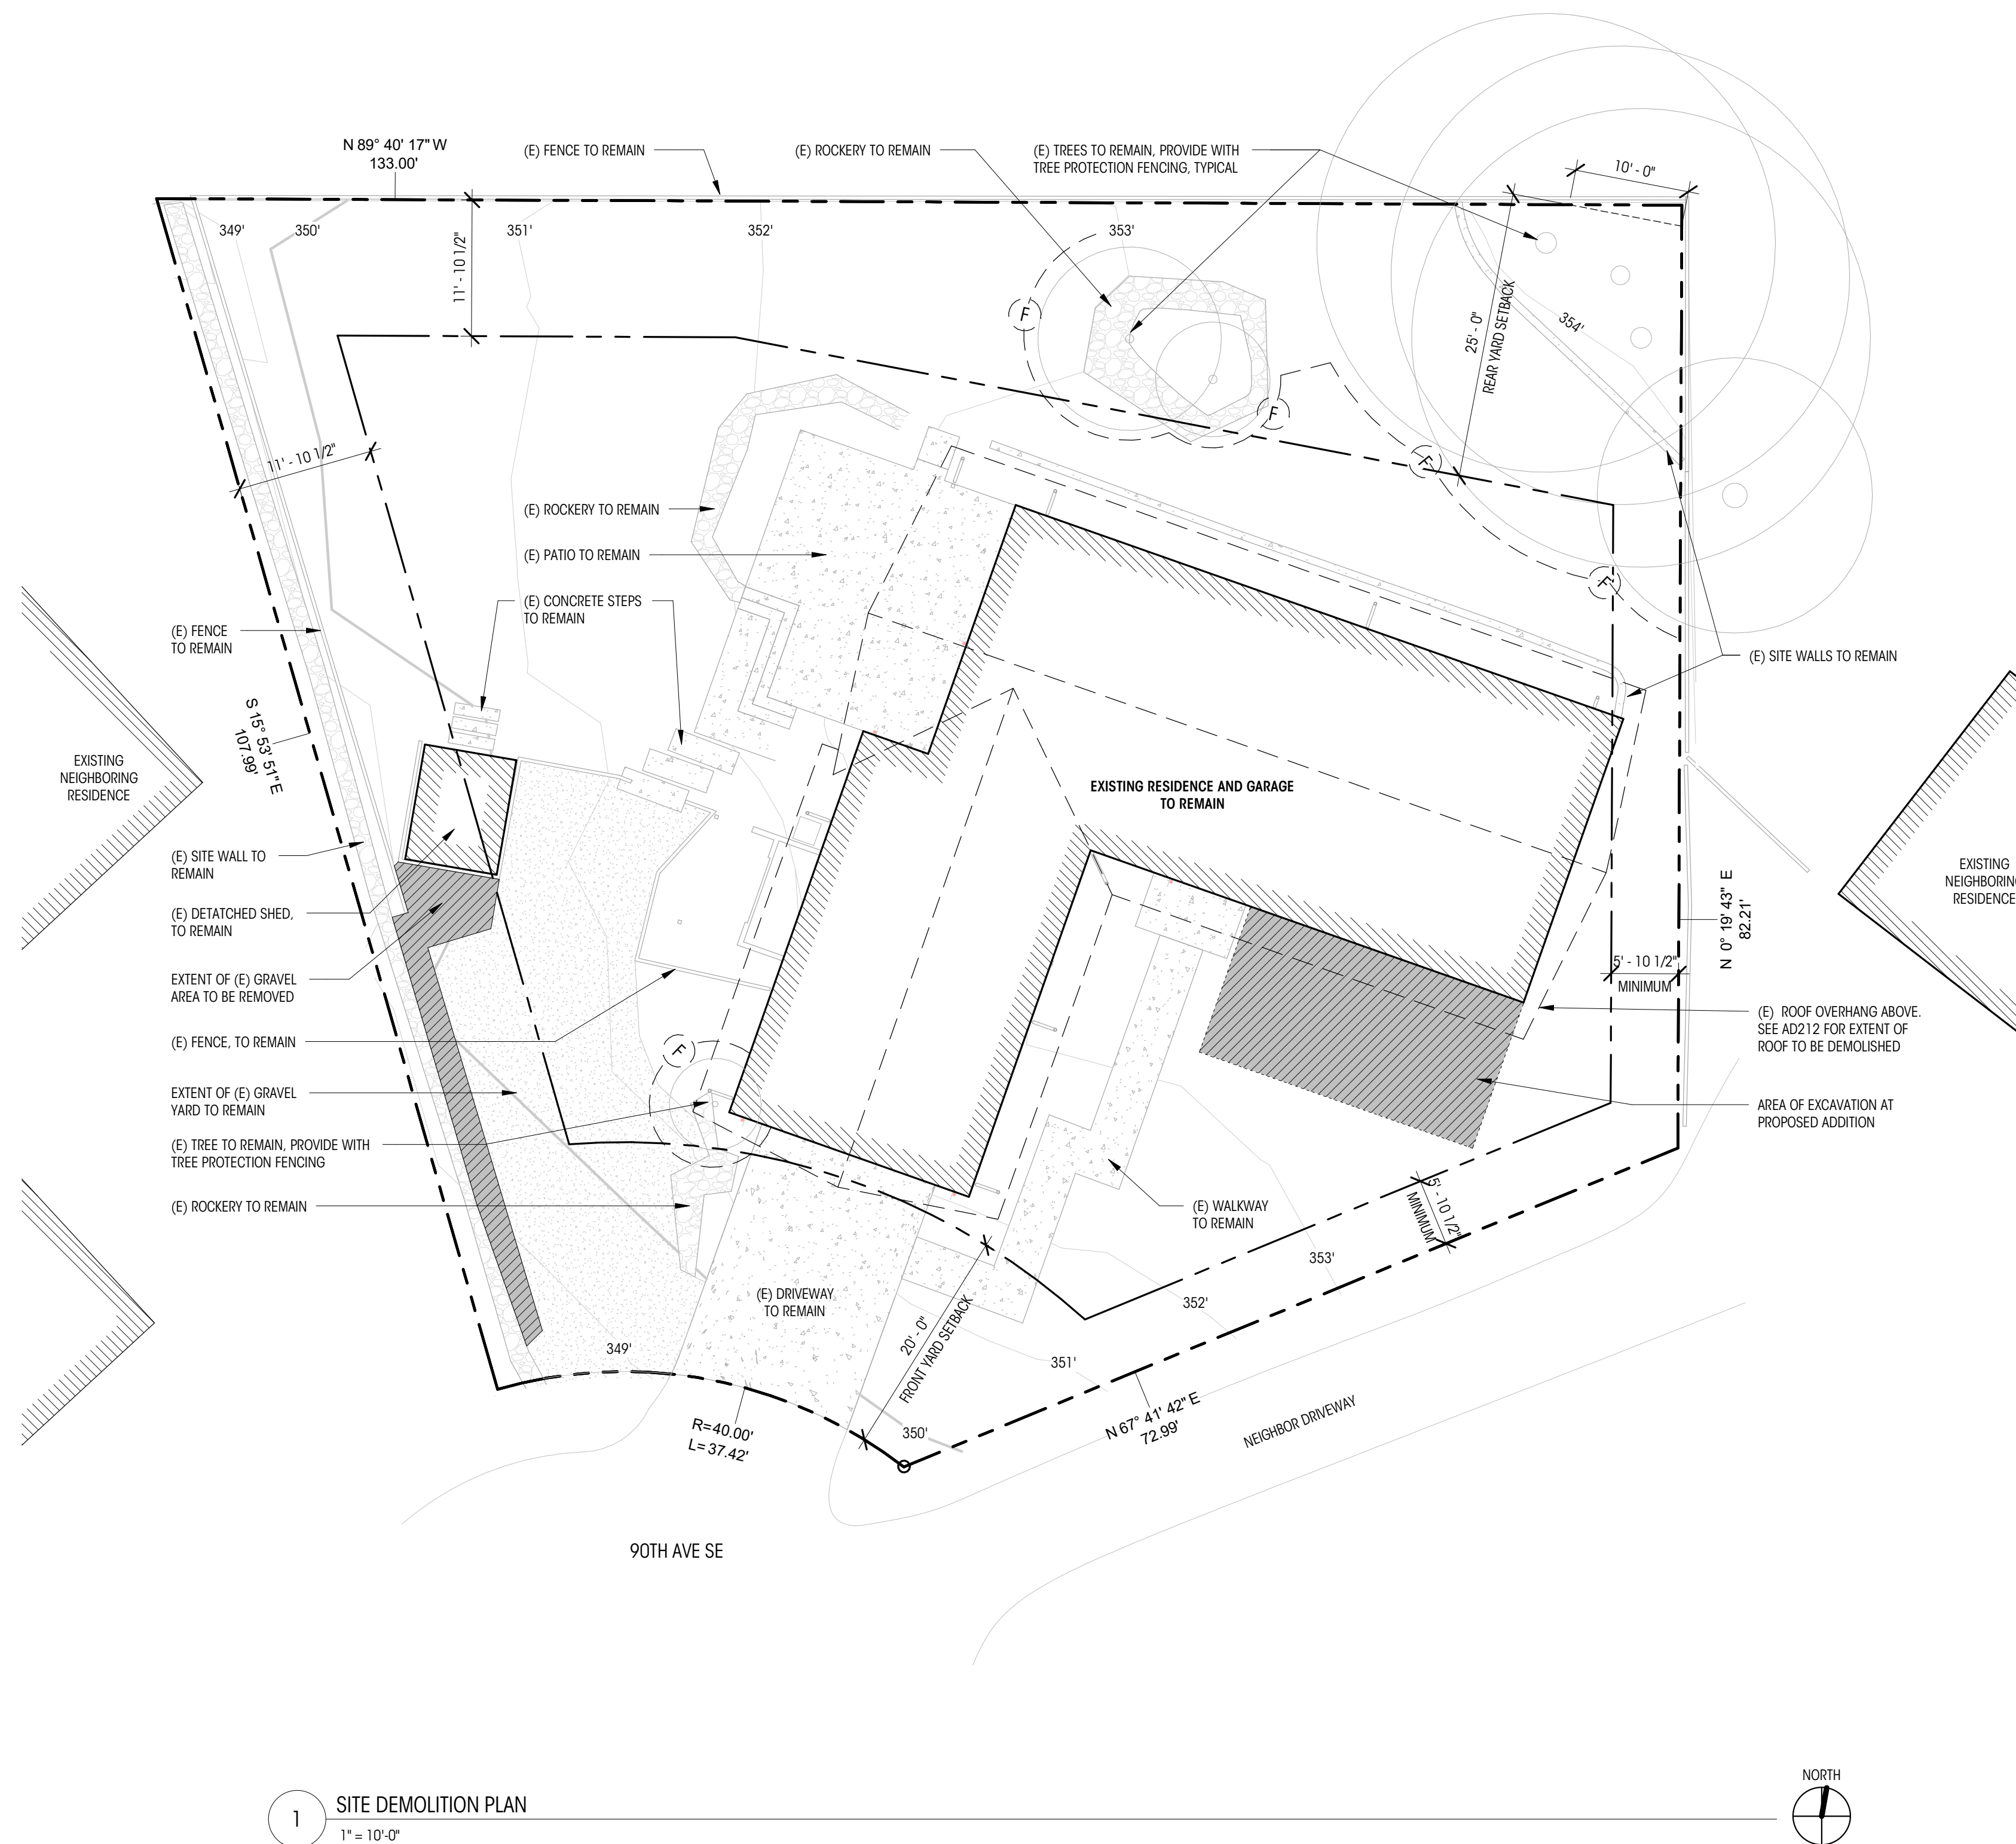 N 89° 40' 17" W
133.00'
(E) FENCE TO REMAIN
(E) ROCKERY TO REMAIN
(E) TREES TO REMAIN, PROVIDE WITH
TREE PROTECTION FENCING, TYPICAL
10' - 0"
349'
350'
351'
352'
353'
11' - 10 1/2"
F
25' - 0"
REAR YARD SETBACK
354'
F
F
11' - 10 1/2"
(E) ROCKERY TO REMAIN
(E) PATIO TO REMAIN
F
(E) CONCRETE STEPS
TO REMAIN
(E) FENCE
TO REMAIN
(E) SITE WALLS TO REMAIN
S 15° 53' 51" E
107.99'
EXISTING
NEIGHBORING
RESIDENCE
EXISTING RESIDENCE AND GARAGE
TO REMAIN
(E) SITE WALL TO
REMAIN
EXISTING
NEIGHBORING
RESIDENCE
(E) DETATCHED SHED,
TO REMAIN
N 0° 19' 43" E
82.21'
5' - 10 1/2"
MINIMUM
EXTENT OF (E) GRAVEL
AREA TO BE REMOVED
(E) ROOF OVERHANG ABOVE.
SEE AD212 FOR EXTENT OF
ROOF TO BE DEMOLISHED
(E) FENCE, TO REMAIN
F
EXTENT OF (E) GRAVEL
YARD TO REMAIN
AREA OF EXCAVATION AT
PROPOSED ADDITION
(E) TREE TO REMAIN, PROVIDE WITH
TREE PROTECTION FENCING
(E) ROCKERY TO REMAIN
(E) WALKWAY
TO REMAIN
5' - 10 1/2"
MINIMUM
353'
(E) DRIVEWAY
TO REMAIN
352'
20' - 0"
FRONT YARD SETBACK
349'
351'
R=40.00'
L=37.42'
350'
N 67° 41' 42" E
72.99'
NEIGHBOR DRIVEWAY
90TH AVE SE
NORTH
1
SITE DEMOLITION PLAN
1" = 10'-0"